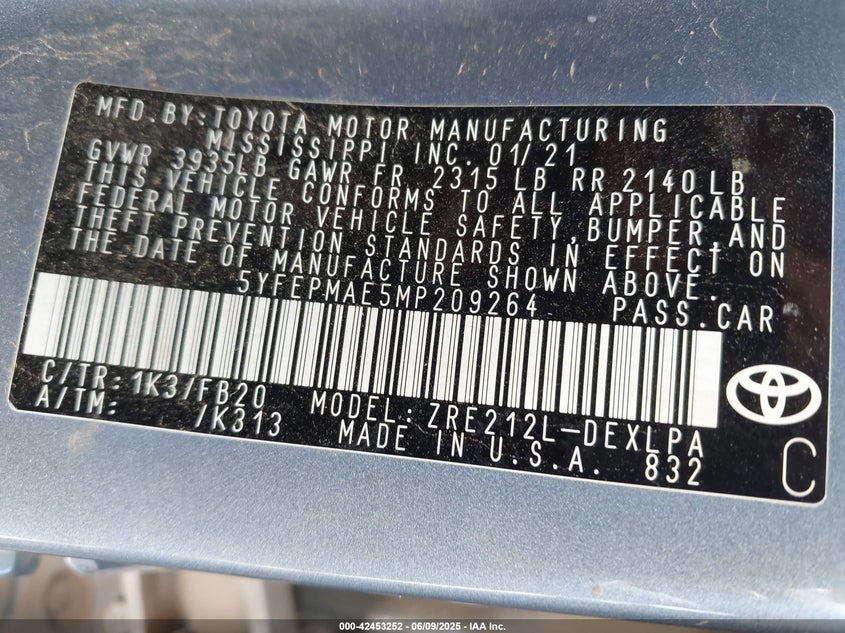 MFD.BY:TOYOTA MOTOR MANUFACTURING
MISSISSIPPI INC. 01/21
GVWR 3935LB GAWR FR 2315 LB RR 2140 LB
THIS VEHICLE CONFORMS TO ALL APPLICABLE
FEDERAL MOTOR VEHICLE SAFETY, BUMPER, AND
THEFT PREVENTION STANDARDS IN EFFECT ON
THE DATE OF MANUFACTURE SHOWN ABOVE.
5YFEPMAE5MP209264 PASS.CAR
C/TR: 1K3/FB20 MODEL: ZRE212L-DEXLPA
A/TM: /K313 MADE IN U.S.A. 832
C
000-42453252 | 06/09/2025 - IAA Inc.